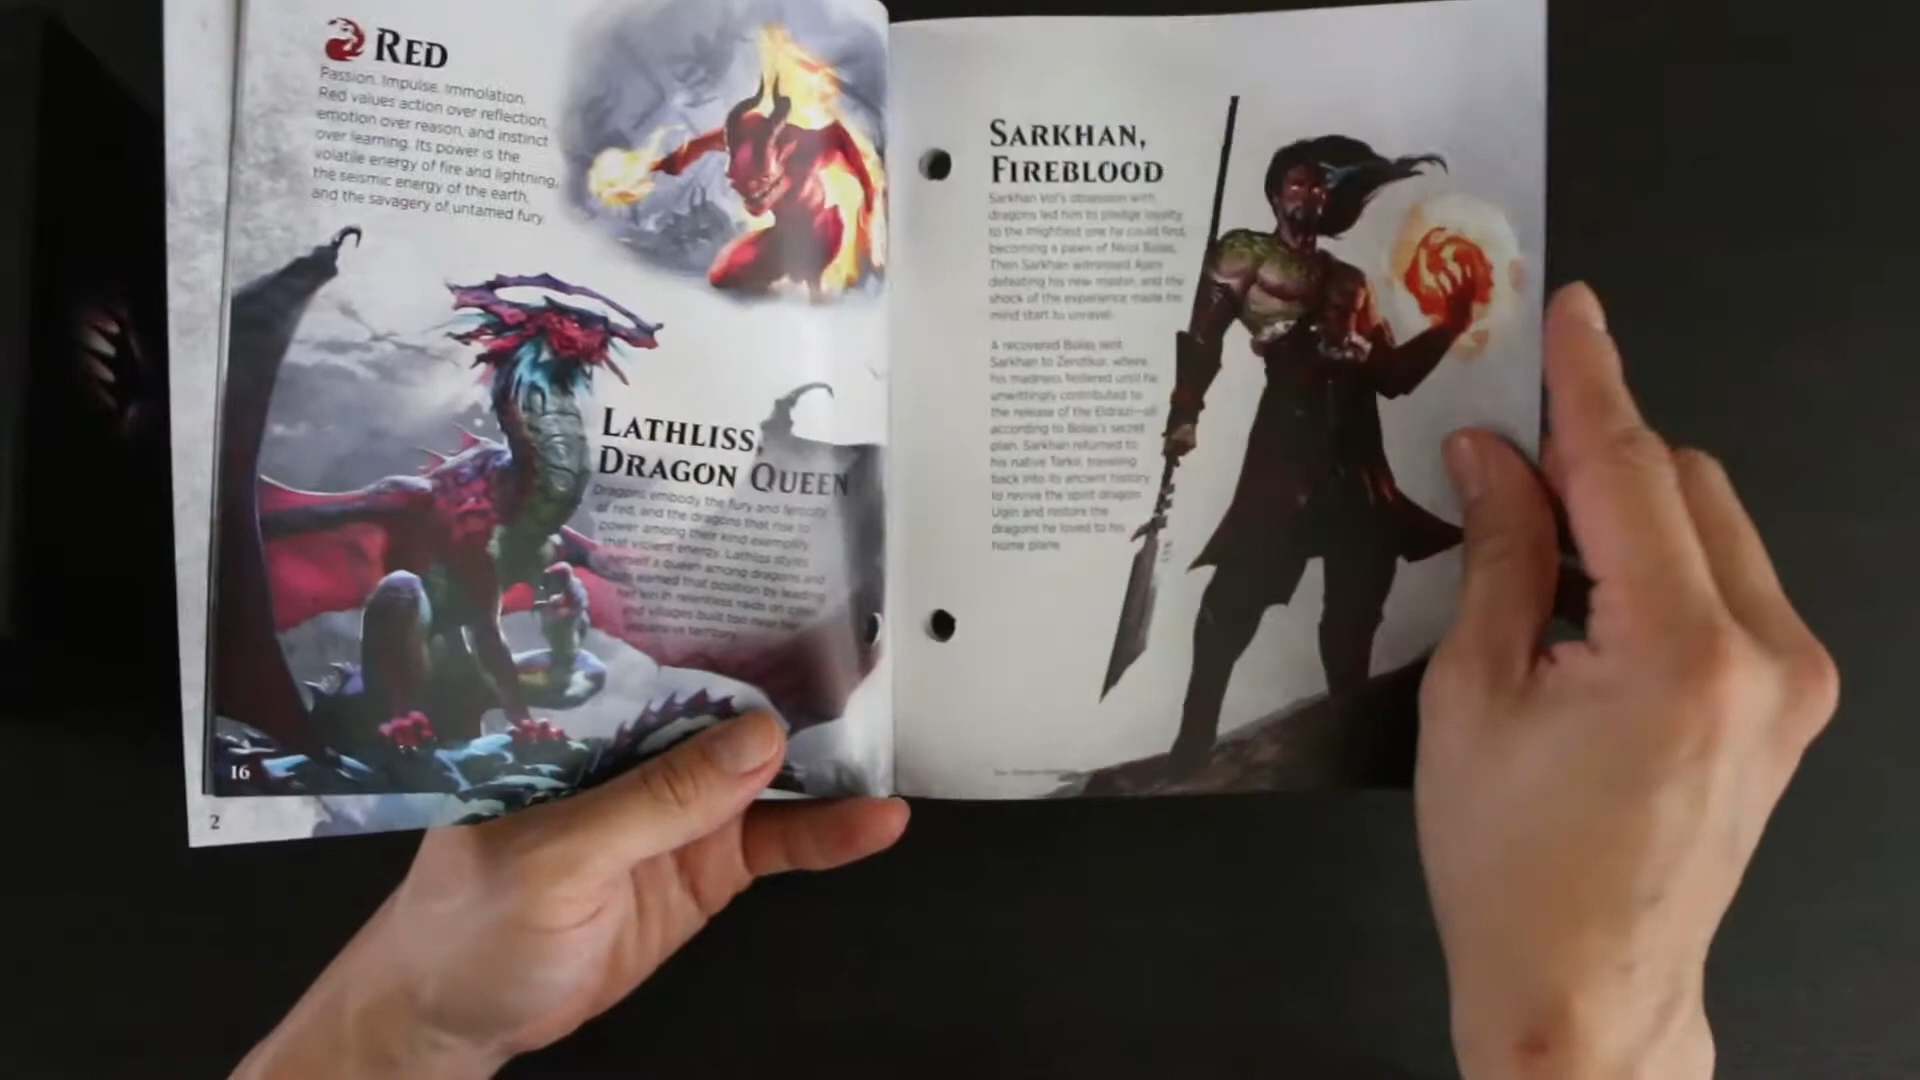 RED
Passion. Impulse. Immolation.
Red values action over reflection,
emotion over reason, and instinct
over learning. Its power is the
volatile energy of fire and lightning,
the seismic energy of the earth,
and the savagery of untamed fury.
LATHLISS,
DRAGON QUEEN
Dragons embody the fury and ferocity
of red, and the dragons that rise to
power among their kind exemplify
that violent energy. Lathliss styles
herself a queen among dragons and
has earned that position by leading
her kin in relentless raids on cities
and villages built too near her
expansive territory.
16
2
SARKHAN,
FIREBLOOD
Sarkhan Vol's obsession with
dragons led him to pledge loyalty
to the mightiest one he could find,
becoming a pawn of Nicol Bolas.
Then Sarkhan witnessed Ajani
defeating his new master, and the
shock of the experience made his
mind start to unravel.
A recovered Bolas sent
Sarkhan to Zendikar, where
his madness festered until he
unwittingly contributed to
the release of the Eldrazi—all
according to Bolas's secret
plan. Sarkhan returned to
his native Tarkir, traveling
back into its ancient history
to revive the spirit dragon
Ugin and restore the
dragons he loved to his
home plane.